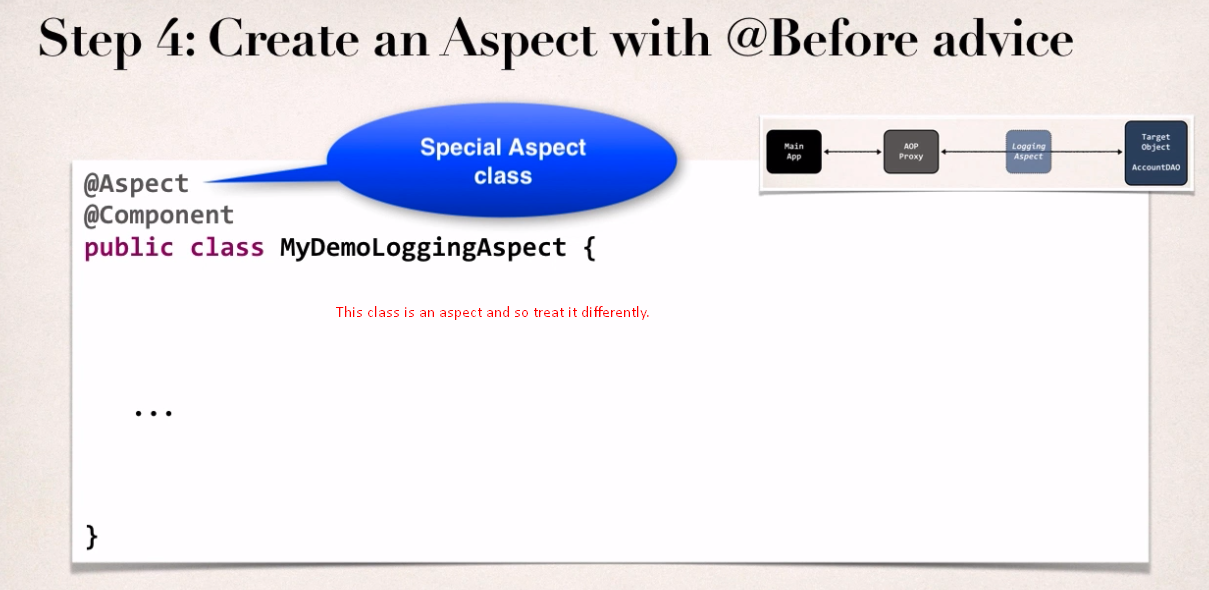 Step 4: Create an Aspect with @Before advice
Special Aspect
class
Main
App
AOP
Proxy
Logging
Aspect
Target
Object
AccountDAO
@Aspect
@Component
public class MyDemoLoggingAspect {
This class is an aspect and so treat it differently.
...
}